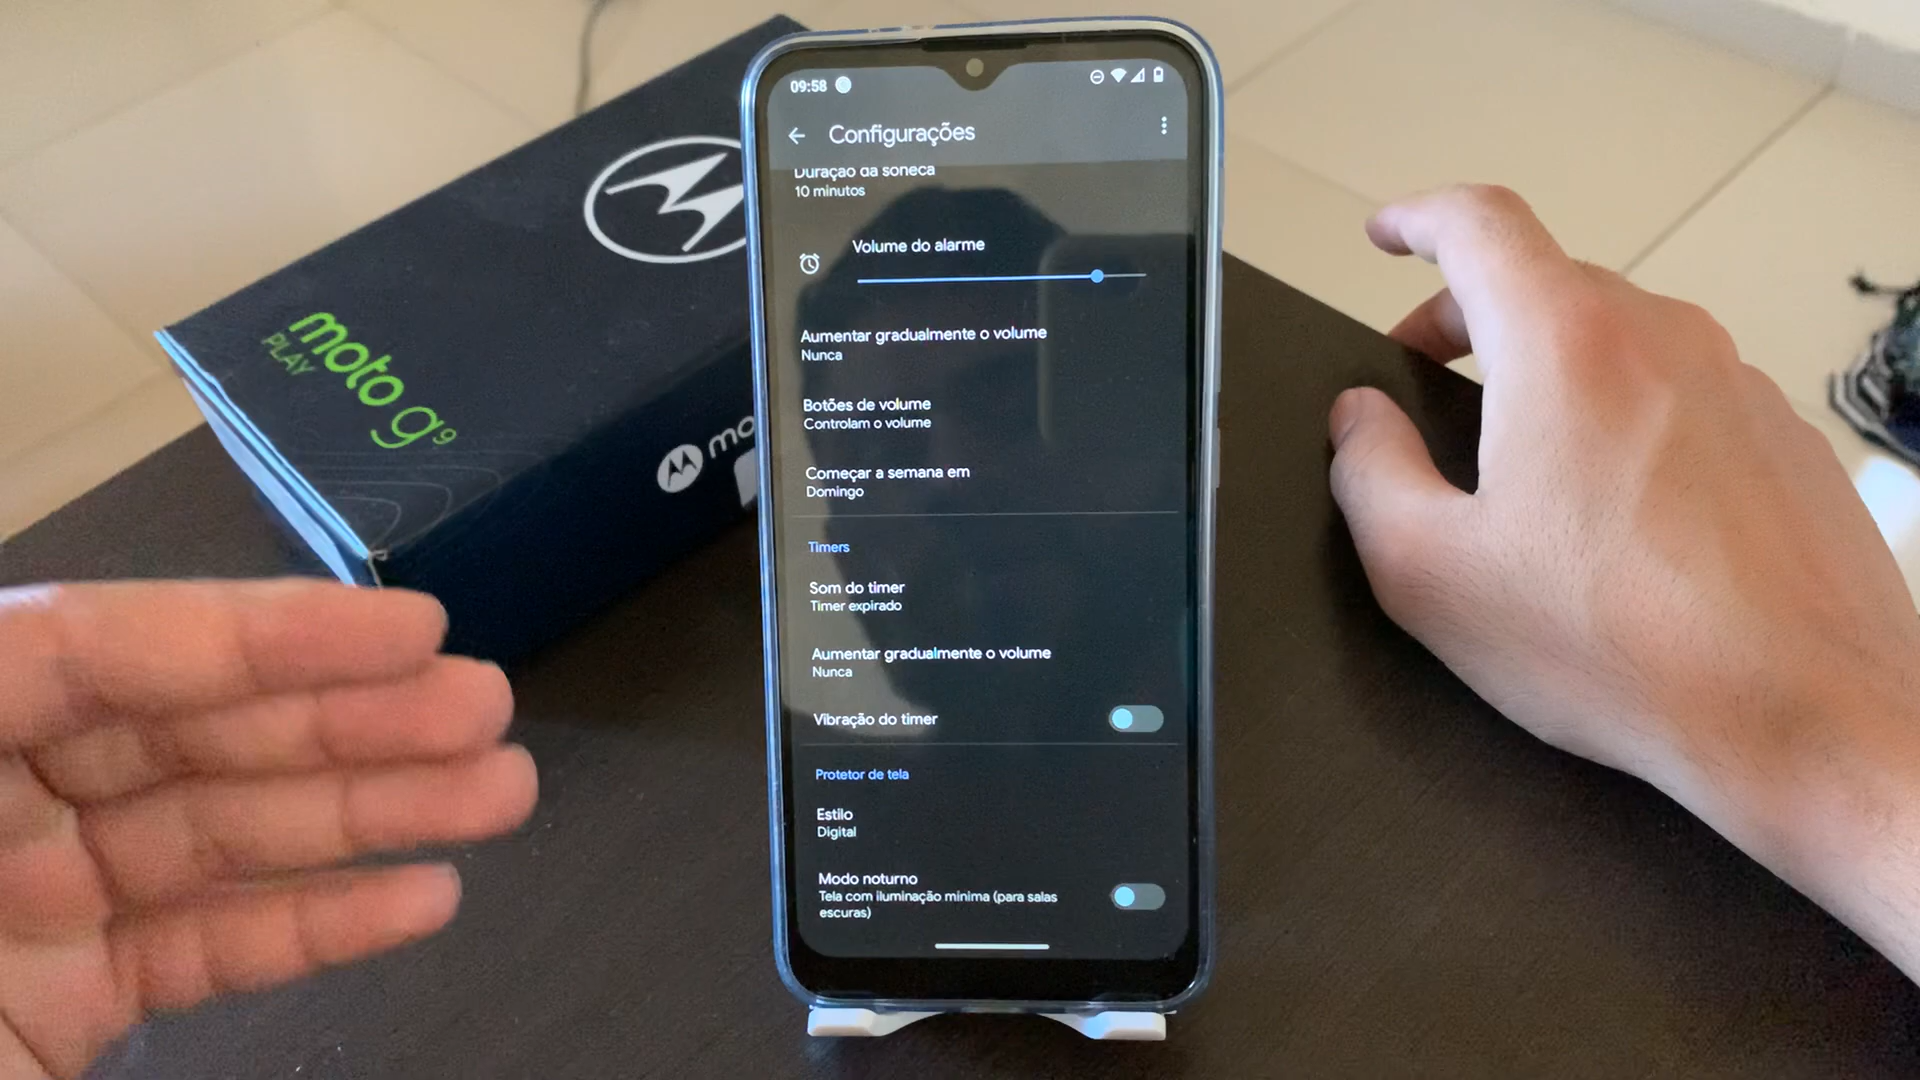 09:58
Configurações
Duração da soneca
10 minutos
Volume do alarme
Aumentar gradualmente o volume
Nunca
Botões de volume
Controlam o volume
Começar a semana em
Domingo
Timers
Som do timer
Timer expirado
Aumentar gradualmente o volume
Nunca
Vibração do timer
Protetor de tela
Estilo
Digital
Modo noturno
Tela com iluminação mínima (para salas
escuras)
moto g9
PLAY
mo